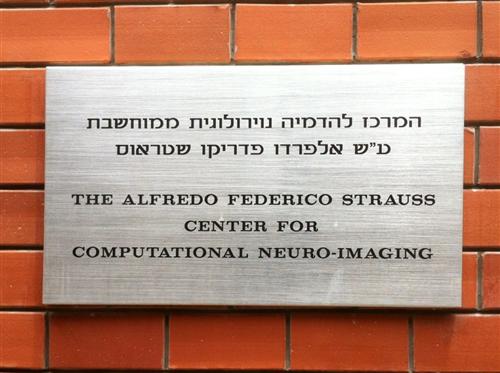 המרכז להדמיה נוירולוגית ממוחשבת
ע"ש אלפרדו פדריקו שטראוס
THE ALFREDO FEDERICO STRAUSS
CENTER FOR
COMPUTATIONAL NEURO-IMAGING